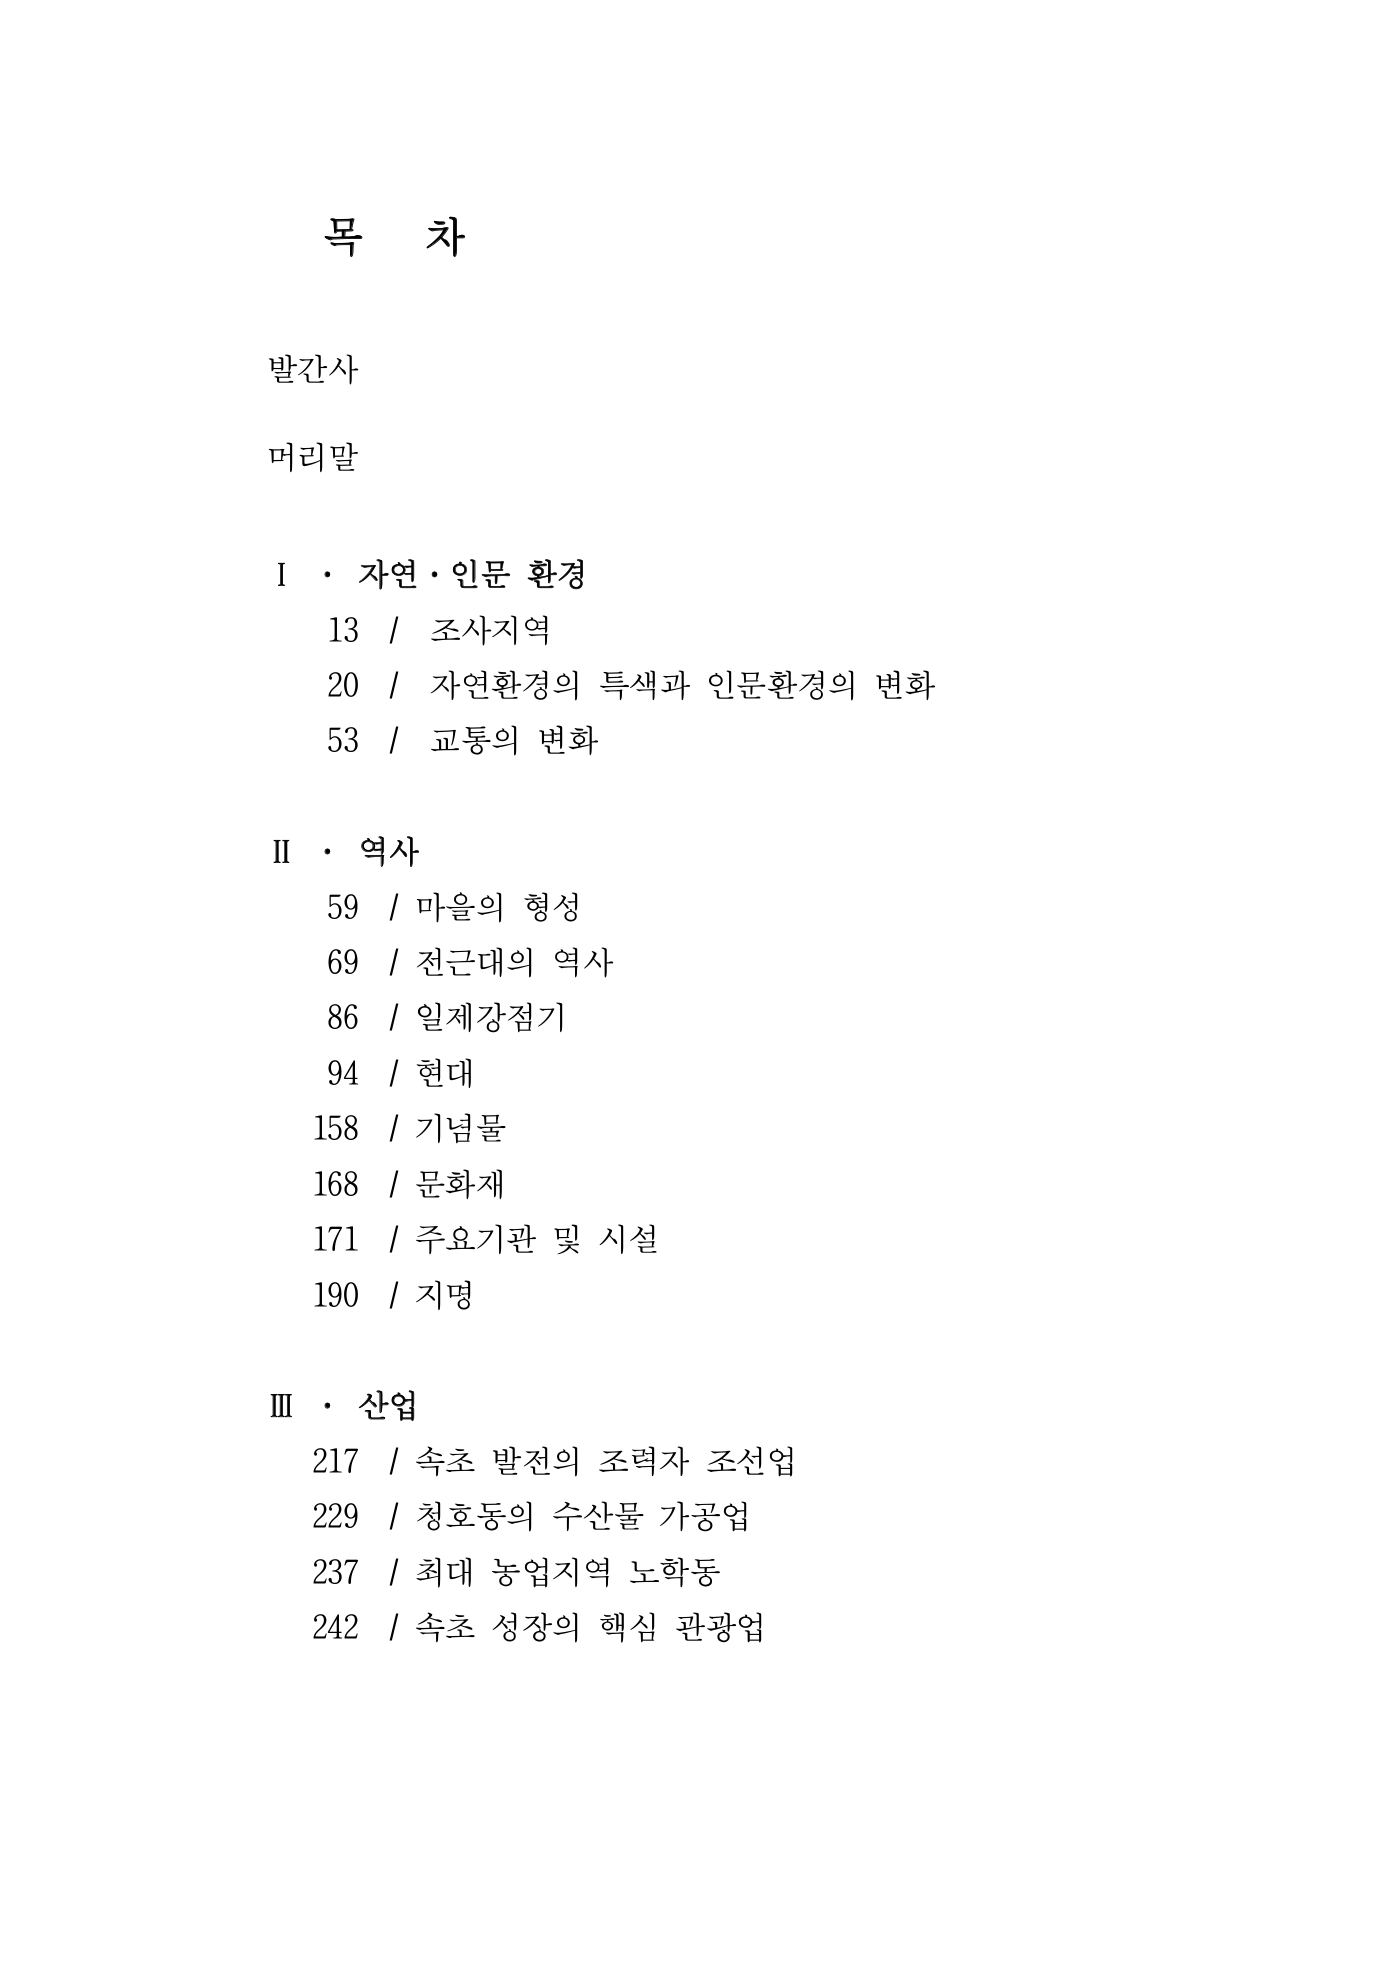 목 차
발간사
머리말
Ⅰ · 자연·인문 환경
13 / 조사지역
20 / 자연환경의 특색과 인문환경의 변화
53 / 교통의 변화
Ⅱ · 역사
59 / 마을의 형성
69 / 전근대의 역사
86 / 일제강점기
94 / 현대
158 / 기념물
168 / 문화재
171 / 주요기관 및 시설
190 / 지명
Ⅲ · 산업
217 / 속초 발전의 조력자 조선업
229 / 청호동의 수산물 가공업
237 / 최대 농업지역 노학동
242 / 속초 성장의 핵심 관광업